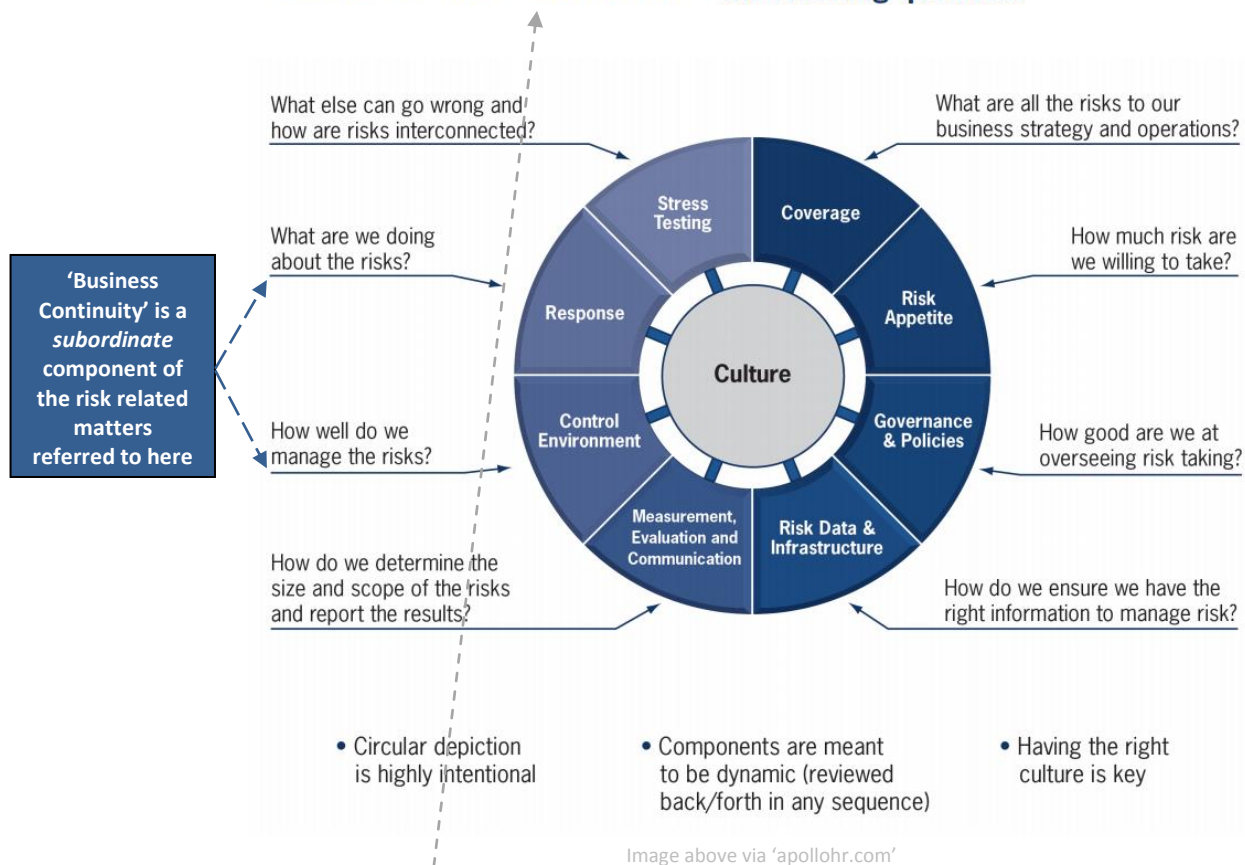 What else can go wrong and
how are risks interconnected?
What are all the risks to our
business strategy and operations?
Stress
Testing
Coverage
What are we doing
about the risks?
How much risk are
we willing to take?
‘Business
Continuity’ is a
subordinate
component of
the risk related
matters
referred to here
Response
Risk
Appetite
Culture
How well do we
manage the risks?
Control
Environment
Governance
& Policies
How good are we at
overseeing risk taking?
Measurement,
Evaluation and
Communication
Risk Data &
Infrastructure
How do we determine the
size and scope of the risks
and report the results?
How do we ensure we have the
right information to manage risk?
• Circular depiction
is highly intentional
• Components are meant
to be dynamic (reviewed
back/forth in any sequence)
• Having the right
culture is key
Image above via ‘apollohr.com’